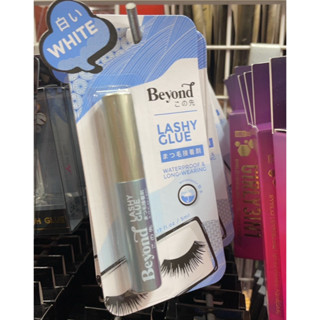 白い
WHITE
Beyond
この先
LASHY
GLUE
まつ毛接着剤
WATERPROOF &
LONG-WEARING
Beyond
LASHY
GLUE